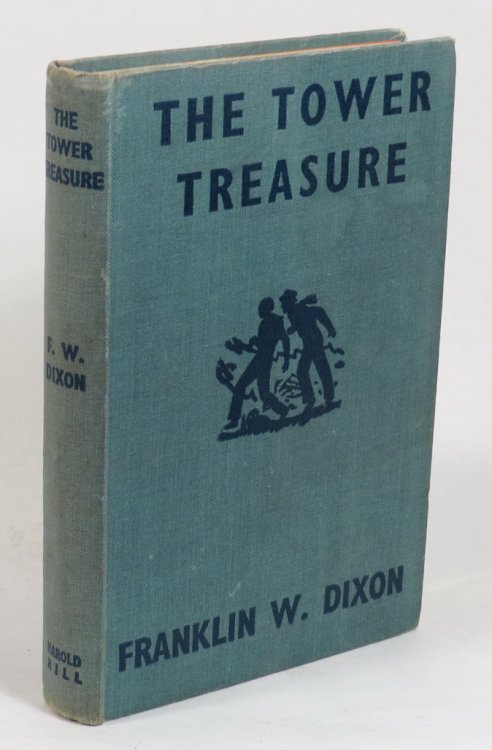 THE
TOWER
TREASURE
F. W.
DIXON
HAROLD
HILL
THE TOWER
TREASURE
FRANKLIN W. DIXON